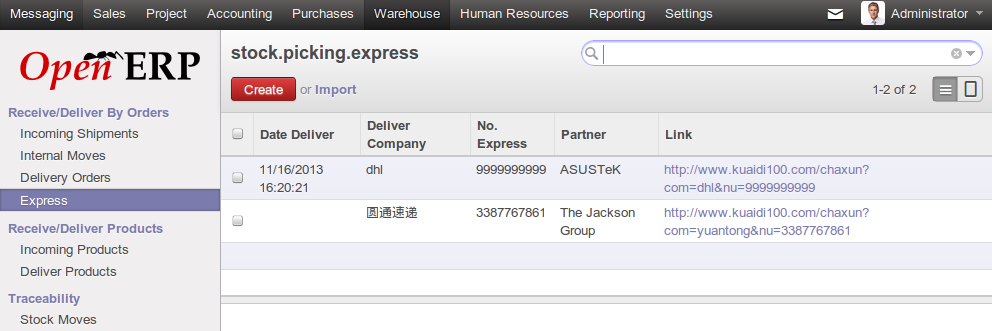 Messaging Sales Project Accounting Purchases Warehouse Human Resources Reporting Settings Administrator
Open ERP
Receive/Deliver By Orders
Incoming Shipments
Internal Moves
Delivery Orders
Express
Receive/Deliver Products
Incoming Products
Deliver Products
Traceability
Stock Moves
stock.picking.express
Create or Import
1-2 of 2
Date Deliver Deliver Company No. Express Partner Link
11/16/2013 dhl 9999999999 ASUSTeK http://www.kuaidi100.com/chaxun?
16:20:21 com=dhl&nu=9999999999
圆通速递 3387767861 The Jackson http://www.kuaidi100.com/chaxun?
Group com=yuantong&nu=3387767861